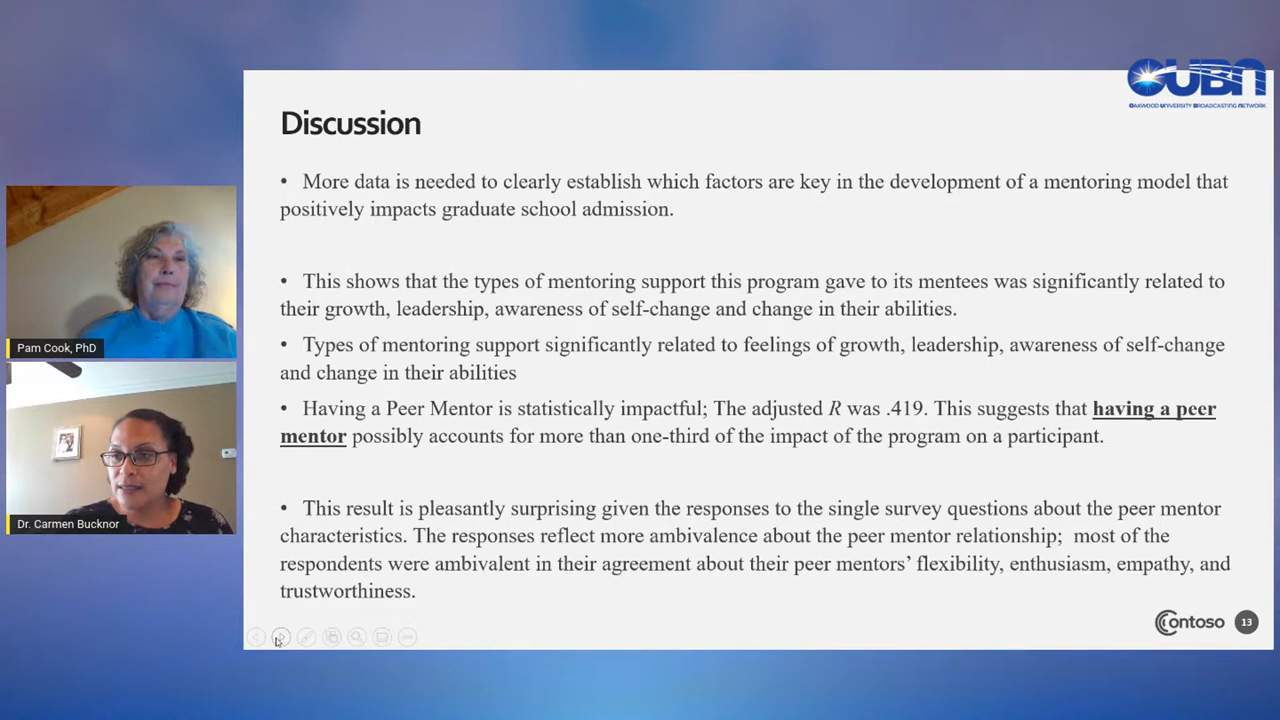 OUBN
OAKWOOD UNIVERSITY BROADCASTING NETWORK
Discussion
• More data is needed to clearly establish which factors are key in the development of a mentoring model that
positively impacts graduate school admission.
• This shows that the types of mentoring support this program gave to its mentees was significantly related to
their growth, leadership, awareness of self-change and change in their abilities.
• Types of mentoring support significantly related to feelings of growth, leadership, awareness of self-change
and change in their abilities
• Having a Peer Mentor is statistically impactful; The adjusted R was .419. This suggests that having a peer
mentor possibly accounts for more than one-third of the impact of the program on a participant.
• This result is pleasantly surprising given the responses to the single survey questions about the peer mentor
characteristics. The responses reflect more ambivalence about the peer mentor relationship; most of the
respondents were ambivalent in their agreement about their peer mentors’ flexibility, enthusiasm, empathy, and
trustworthiness.
Contoso 13
Pam Cook, PhD
Dr. Carmen Bucknor